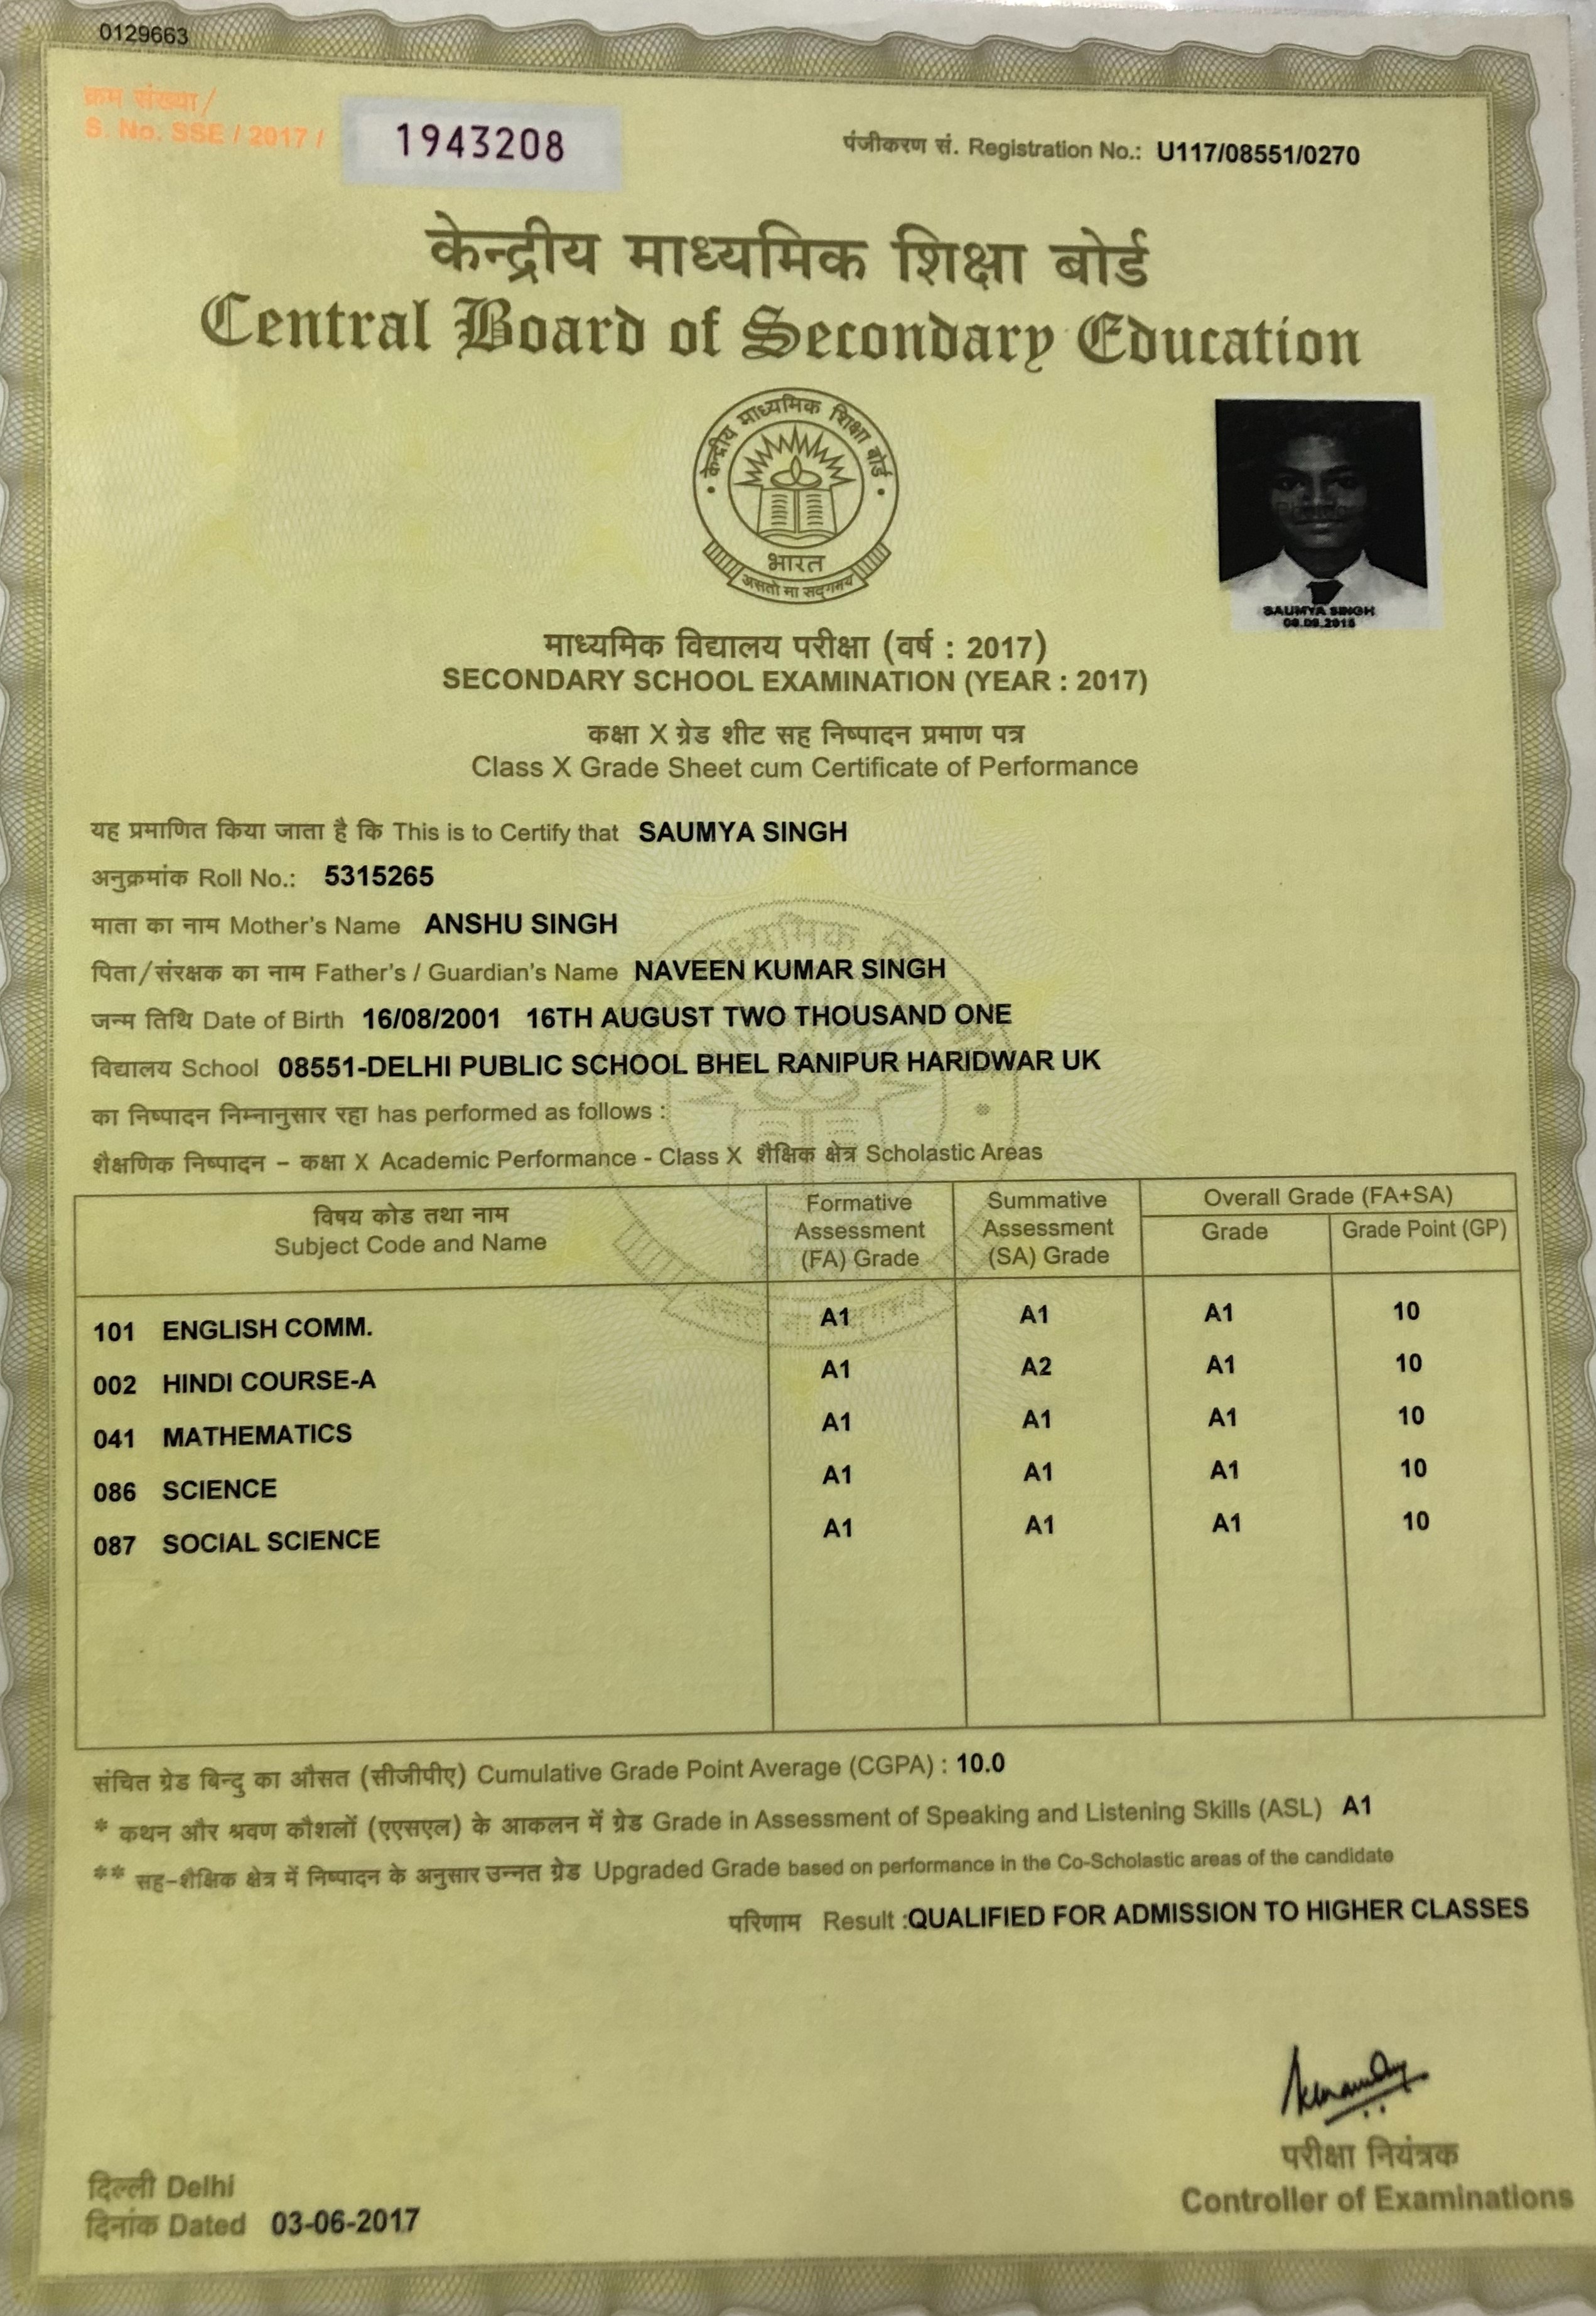 0129663
क्रम संख्या/
S. No. SSE / 2017 /
1943208
पंजीकरण सं. Registration No.: U117/08551/0270
केन्द्रीय माध्यमिक शिक्षा बोर्ड
Central Board of Secondary Education
केन्द्रीय माध्यमिक शिक्षा बोर्ड
भारत
असतो मा सद्गमय
SAUMYA SINGH
माध्यमिक विद्यालय परीक्षा (वर्ष : 2017)
SECONDARY SCHOOL EXAMINATION (YEAR : 2017)
कक्षा X ग्रेड शीट सह निष्पादन प्रमाण पत्र
Class X Grade Sheet cum Certificate of Performance
यह प्रमाणित किया जाता है कि This is to Certify that SAUMYA SINGH
अनुक्रमांक Roll No.: 5315265
माता का नाम Mother's Name ANSHU SINGH
पिता/संरक्षक का नाम Father's / Guardian's Name NAVEEN KUMAR SINGH
जन्म तिथि Date of Birth 16/08/2001 16TH AUGUST TWO THOUSAND ONE
विद्यालय School 08551-DELHI PUBLIC SCHOOL BHEL RANIPUR HARIDWAR UK
का निष्पादन निम्नानुसार रहा has performed as follows :
शैक्षणिक निष्पादन – कक्षा X Academic Performance - Class X शैक्षिक क्षेत्र Scholastic Areas
विषय कोड तथा नाम
Subject Code and Name
Formative
Assessment
(FA) Grade
Summative
Assessment
(SA) Grade
Overall Grade (FA+SA)
Grade
Grade Point (GP)
101 ENGLISH COMM. A1 A1 A1 10
002 HINDI COURSE-A A1 A2 A1 10
041 MATHEMATICS A1 A1 A1 10
086 SCIENCE A1 A1 A1 10
087 SOCIAL SCIENCE A1 A1 A1 10
संचित ग्रेड बिन्दु का औसत (सीजीपीए) Cumulative Grade Point Average (CGPA) : 10.0
* कथन और श्रवण कौशलों (एएसएल) के आकलन में ग्रेड Grade in Assessment of Speaking and Listening Skills (ASL) A1
** सह-शैक्षिक क्षेत्र में निष्पादन के अनुसार उन्नत ग्रेड Upgraded Grade based on performance in the Co-Scholastic areas of the candidate
परिणाम Result :QUALIFIED FOR ADMISSION TO HIGHER CLASSES
परीक्षा नियंत्रक
Controller of Examinations
दिल्ली Delhi
दिनांक Dated 03-06-2017